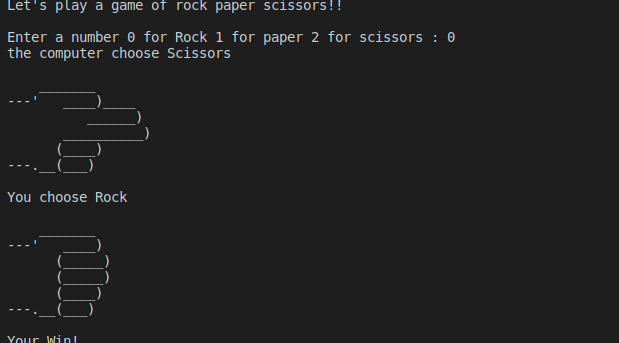 Let's play a game of rock paper scissors!!
Enter a number 0 for Rock 1 for paper 2 for scissors : 0
the computer choose Scissors
    _______
---'   ____)____
          ______)
       __________)
      (____)
---.__(___)
You choose Rock
    _______
---'   ____)
      (_____)
      (_____)
      (____)
---.__(___)
Your Win!